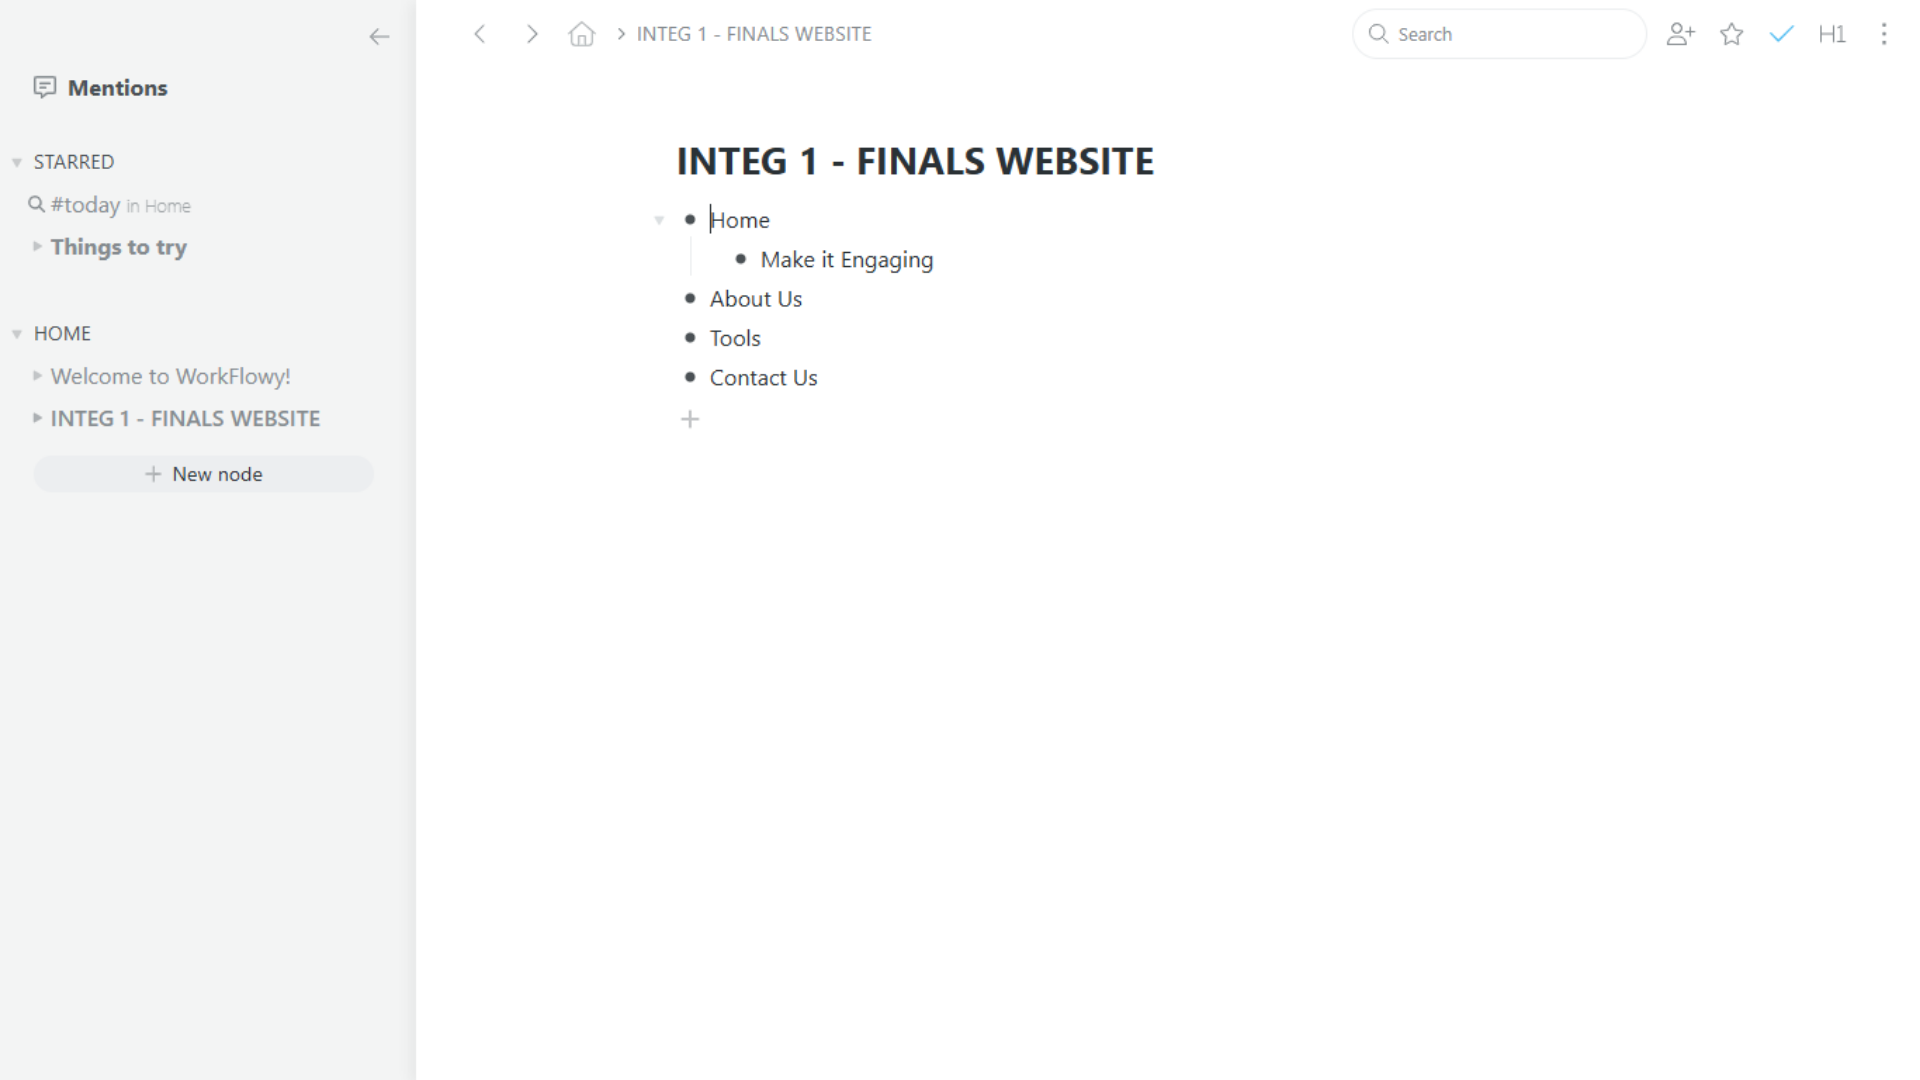 Mentions
STARRED
#today in Home
Things to try
HOME
Welcome to WorkFlowy!
INTEG 1 - FINALS WEBSITE
New node
INTEG 1 - FINALS WEBSITE
Search
H1
INTEG 1 - FINALS WEBSITE
Home
Make it Engaging
About Us
Tools
Contact Us